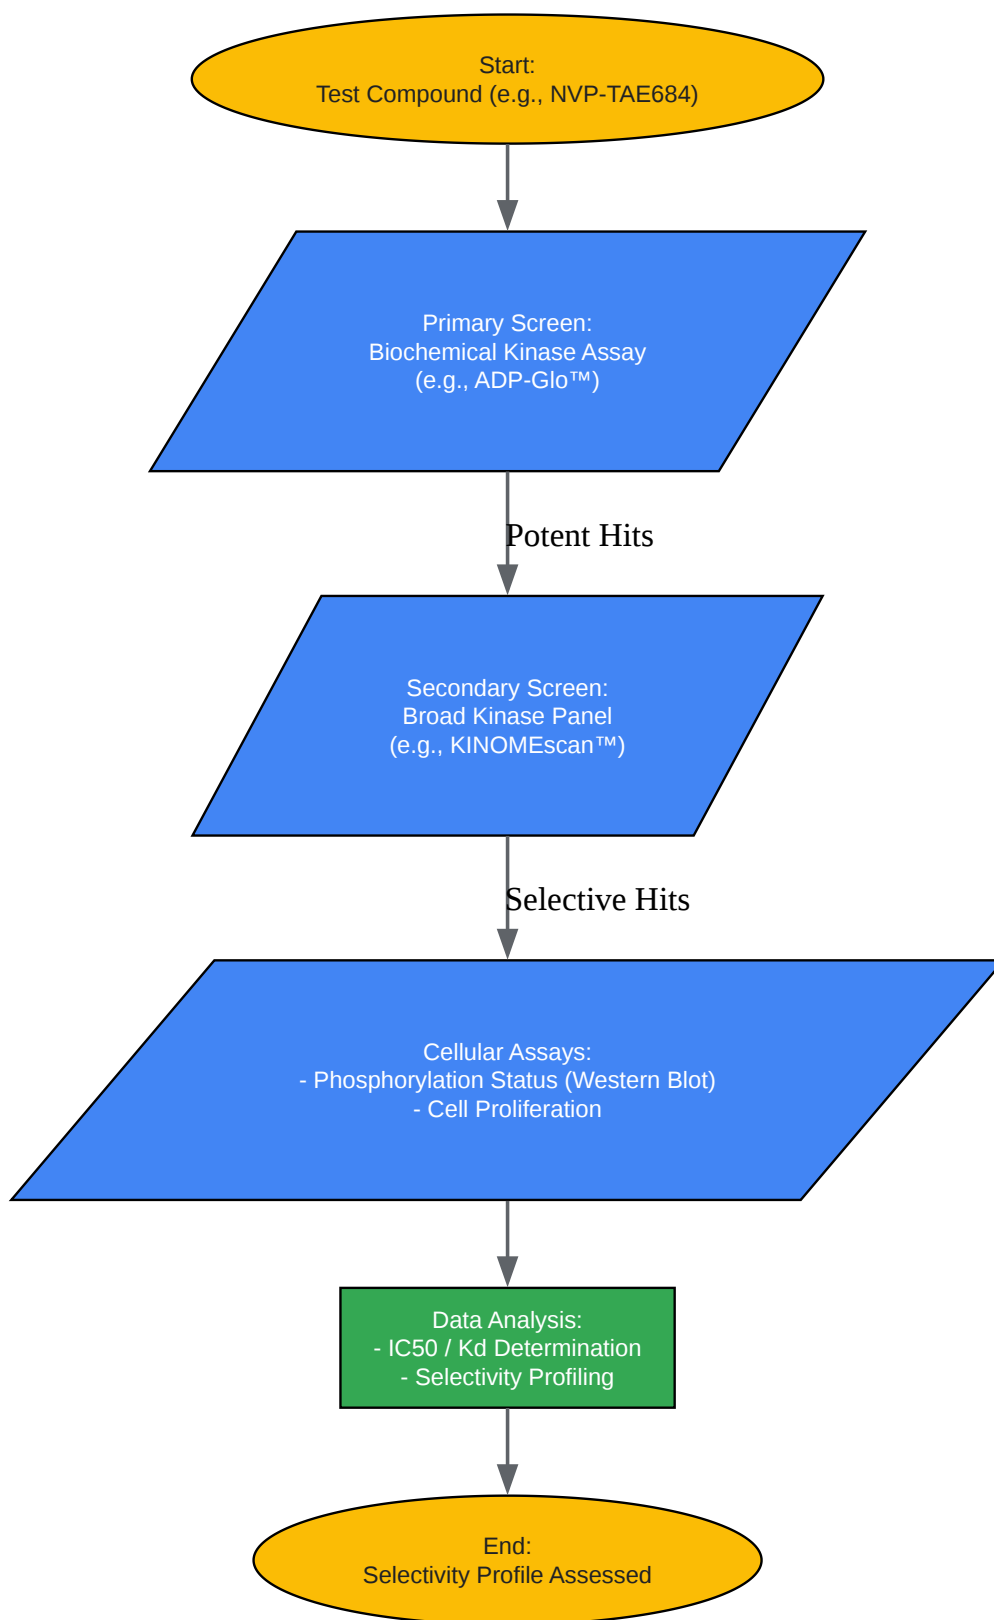 Start:
Test Compound (e.g., NVP-TAE684)
Primary Screen:
Biochemical Kinase Assay
(e.g., ADP-Glo™)
Potent Hits
Secondary Screen:
Broad Kinase Panel
(e.g., KINOMEscan™)
Selective Hits
Cellular Assays:
- Phosphorylation Status (Western Blot)
- Cell Proliferation
Data Analysis:
- IC50 / Kd Determination
- Selectivity Profiling
End:
Selectivity Profile Assessed